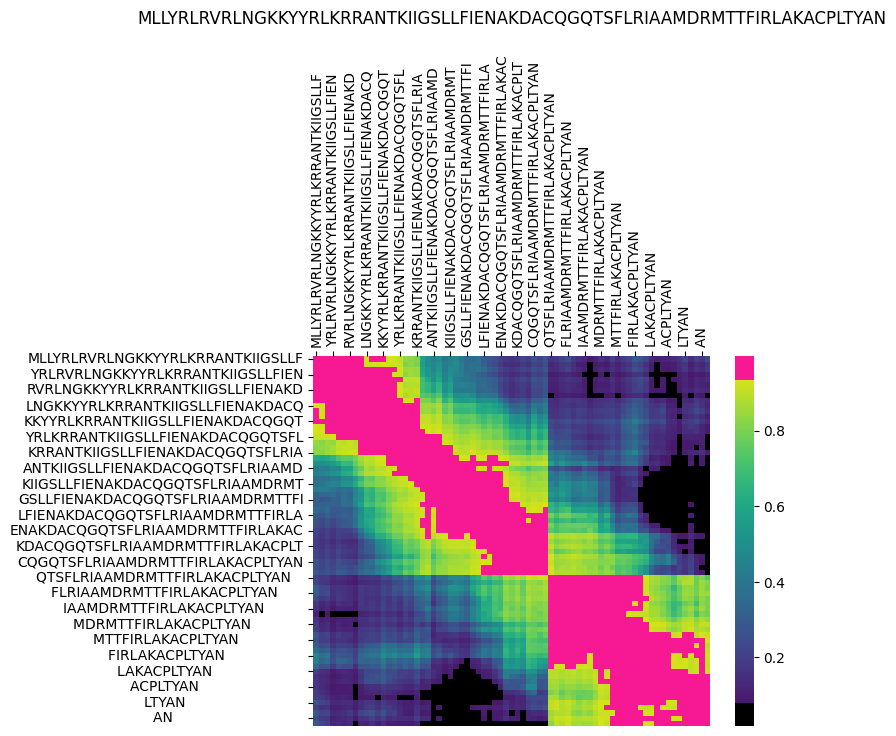 MLLYRLRVRLNGKKYYRLKRRANTKIIGSLLFIENAKDACQGQTSFLRIAAMDRMTTFIRLAKACPLTYAN
MLLYRLRVRLNGKKYYRLKRRANTKIIGSLLF
YRLRVRLNGKKYYRLKRRANTKIIGSLLFIEN
RVRLNGKKYYRLKRRANTKIIGSLLFIENAKD
LNGKKYYRLKRRANTKIIGSLLFIENAKDACQ
KKYYRLKRRANTKIIGSLLFIENAKDACQGQT
YRLKRRANTKIIGSLLFIENAKDACQGQTSFL
KRRANTKIIGSLLFIENAKDACQGQTSFLRIA
ANTKIIGSLLFIENAKDACQGQTSFLRIAAMD
KIIGSLLFIENAKDACQGQTSFLRIAAMDRMT
GSLLFIENAKDACQGQTSFLRIAAMDRMTTFI
LFIENAKDACQGQTSFLRIAAMDRMTTFIRLA
ENAKDACQGQTSFLRIAAMDRMTTFIRLAKAC
KDACQGQTSFLRIAAMDRMTTFIRLAKACPLT
CQGQTSFLRIAAMDRMTTFIRLAKACPLTYAN
QTSFLRIAAMDRMTTFIRLAKACPLTYAN
FLRIAAMDRMTTFIRLAKACPLTYAN
IAAMDRMTTFIRLAKACPLTYAN
MDRMTTFIRLAKACPLTYAN
MTTFIRLAKACPLTYAN
FIRLAKACPLTYAN
LAKACPLTYAN
ACPLTYAN
LTYAN
AN
MLLYRLRVRLNGKKYYRLKRRANTKIIGSLLF
YRLRVRLNGKKYYRLKRRANTKIIGSLLFIEN
RVRLNGKKYYRLKRRANTKIIGSLLFIENAKD
LNGKKYYRLKRRANTKIIGSLLFIENAKDACQ
KKYYRLKRRANTKIIGSLLFIENAKDACQGQT
YRLKRRANTKIIGSLLFIENAKDACQGQTSFL
KRRANTKIIGSLLFIENAKDACQGQTSFLRIA
ANTKIIGSLLFIENAKDACQGQTSFLRIAAMD
KIIGSLLFIENAKDACQGQTSFLRIAAMDRMT
GSLLFIENAKDACQGQTSFLRIAAMDRMTTFI
LFIENAKDACQGQTSFLRIAAMDRMTTFIRLA
ENAKDACQGQTSFLRIAAMDRMTTFIRLAKAC
KDACQGQTSFLRIAAMDRMTTFIRLAKACPLT
CQGQTSFLRIAAMDRMTTFIRLAKACPLTYAN
QTSFLRIAAMDRMTTFIRLAKACPLTYAN
FLRIAAMDRMTTFIRLAKACPLTYAN
IAAMDRMTTFIRLAKACPLTYAN
MDRMTTFIRLAKACPLTYAN
MTTFIRLAKACPLTYAN
FIRLAKACPLTYAN
LAKACPLTYAN
ACPLTYAN
LTYAN
AN
0.8
0.6
0.4
0.2